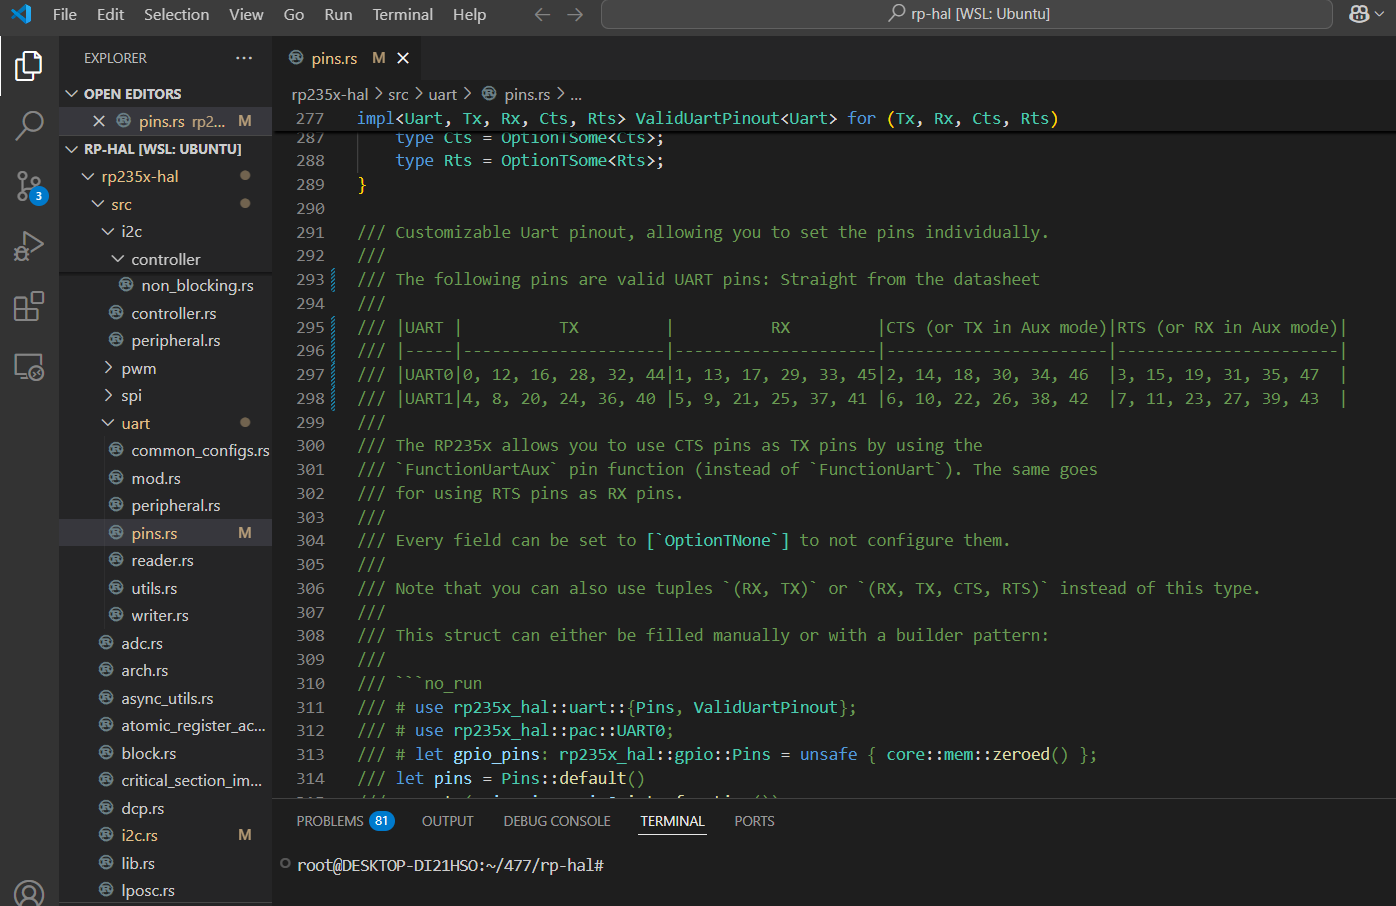 File Edit Selection View Go Run Terminal Help
rp-hal [WSL: Ubuntu]
EXPLORER
OPEN EDITORS
pins.rs rp2... M
RP-HAL [WSL: UBUNTU]
rp235x-hal
src
i2c
controller
non_blocking.rs
controller.rs
peripheral.rs
pwm
spi
uart
common_configs.rs
mod.rs
peripheral.rs
pins.rs M
reader.rs
utils.rs
writer.rs
adc.rs
arch.rs
async_utils.rs
atomic_register_ac...
block.rs
critical_section_im...
dcp.rs
i2c.rs M
lib.rs
lposc.rs
3
pins.rs M
rp235x-hal > src > uart > pins.rs > ...
277 impl<Uart, Tx, Rx, Cts, Rts> ValidUartPinout<Uart> for (Tx, Rx, Cts, Rts)
287 type Cts = OptionTSome<Cts>;
288 type Rts = OptionTSome<Rts>;
289 }
290
291 /// Customizable Uart pinout, allowing you to set the pins individually.
292 ///
293 /// The following pins are valid UART pins: Straight from the datasheet
294 ///
295 /// |UART | TX | RX |CTS (or TX in Aux mode)|RTS (or RX in Aux mode)|
296 /// |-----|---------------------|---------------------|-----------------------|-----------------------|
297 /// |UART0|0, 12, 16, 28, 32, 44|1, 13, 17, 29, 33, 45|2, 14, 18, 30, 34, 46 |3, 15, 19, 31, 35, 47 |
298 /// |UART1|4, 8, 20, 24, 36, 40 |5, 9, 21, 25, 37, 41 |6, 10, 22, 26, 38, 42 |7, 11, 23, 27, 39, 43 |
299 ///
300 /// The RP235x allows you to use CTS pins as TX pins by using the
301 /// `FunctionUartAux` pin function (instead of `FunctionUart`). The same goes
302 /// for using RTS pins as RX pins.
303 ///
304 /// Every field can be set to [`OptionTNone`] to not configure them.
305 ///
306 /// Note that you can also use tuples `(RX, TX)` or `(RX, TX, CTS, RTS)` instead of this type.
307 ///
308 /// This struct can either be filled manually or with a builder pattern:
309 ///
310 /// ```no_run
311 /// # use rp235x_hal::uart::{Pins, ValidUartPinout};
312 /// # use rp235x_hal::pac::UART0;
313 /// # let gpio_pins: rp235x_hal::gpio::Pins = unsafe { core::mem::zeroed() };
314 /// let pins = Pins::default()
PROBLEMS 81 OUTPUT DEBUG CONSOLE TERMINAL PORTS
root@DESKTOP-DI21HSO:~/477/rp-hal#